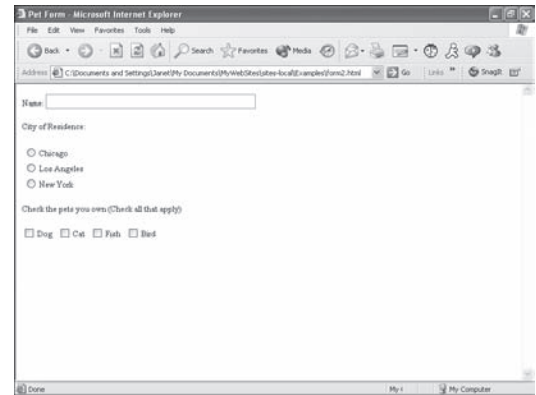 Pet Form - Microsoft Internet Explorer
File Edit View Favorites Tools Help
Back Search Favorites Media
Address C:\Documents and Settings\Janet\My Documents\MyWebSites\sites-local\Examples\form2.html Go Links » SnagIt
Name:
City of Residence:
Chicago
Los Angeles
New York
Check the pets you own (Check all that apply)
Dog Cat Fish Bird
Done My Computer